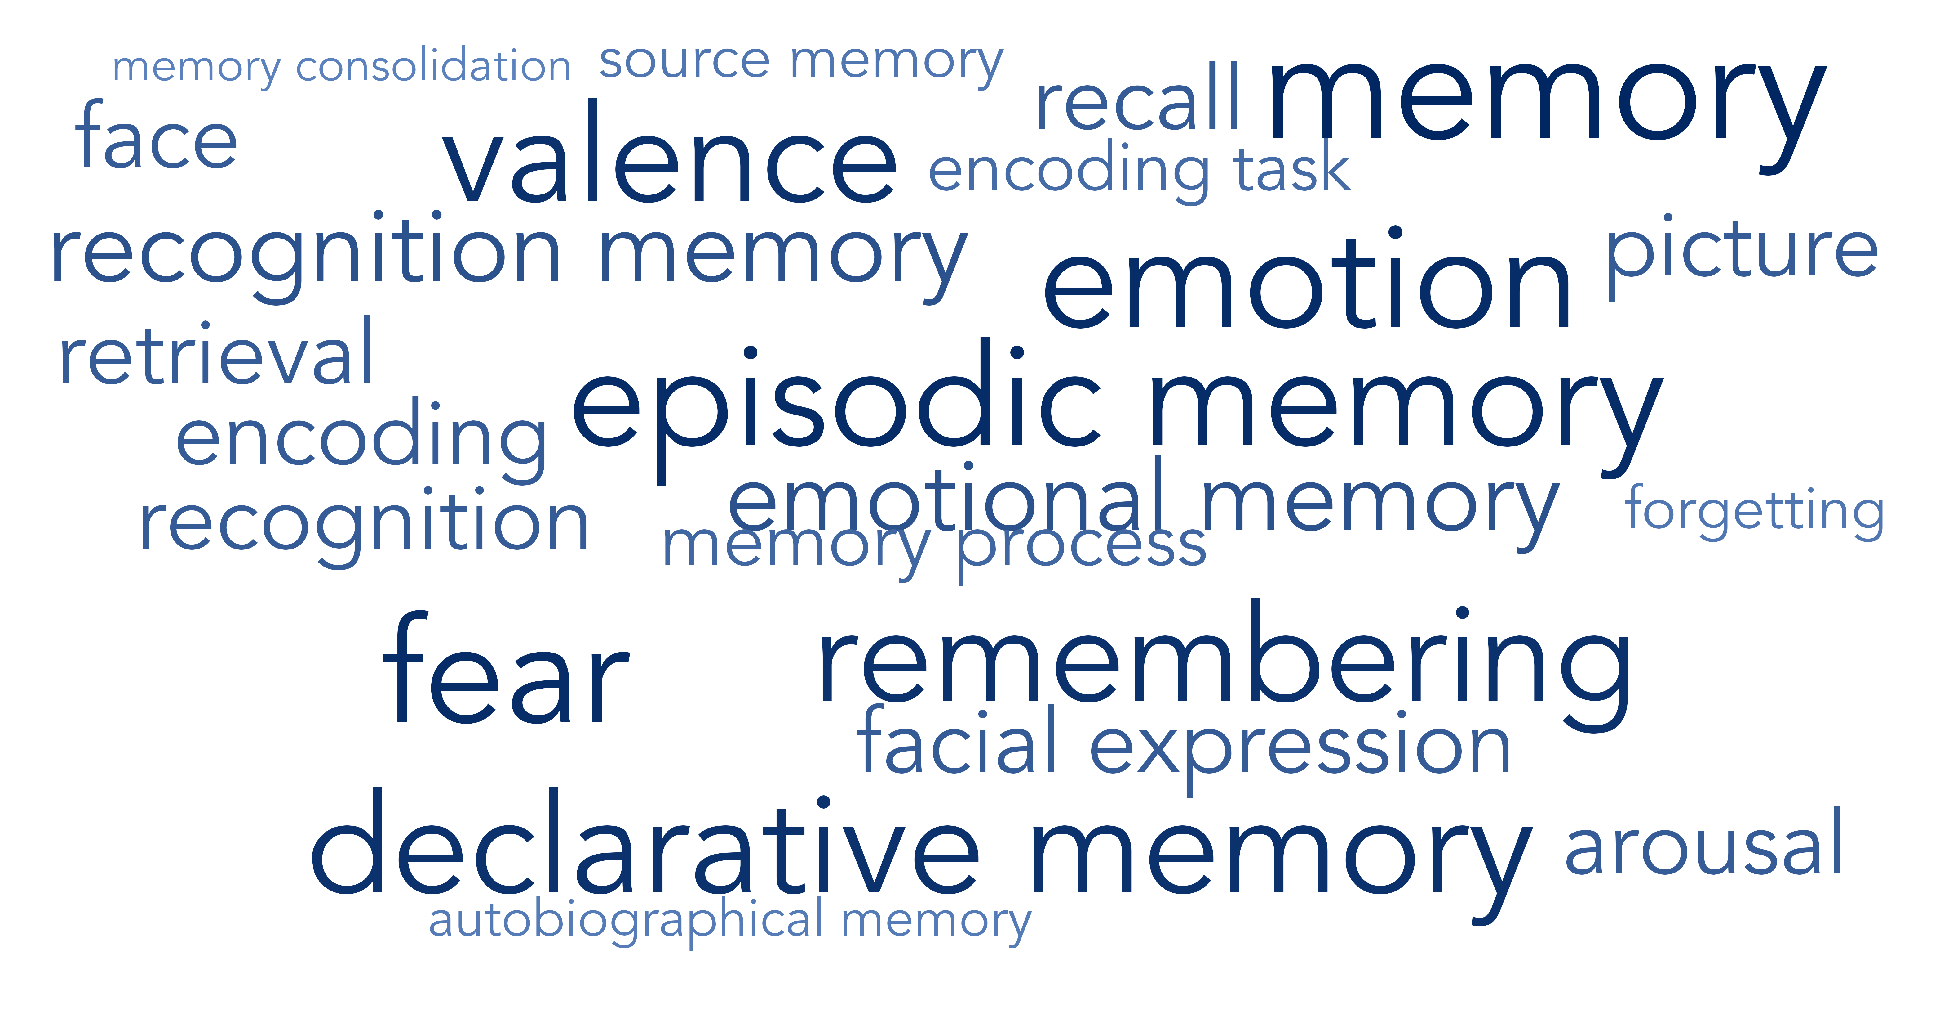 memory consolidation
source memory
recall
memory
face
valence
encoding task
recognition memory
emotion
picture
retrieval
episodic memory
encoding
emotional memory
recognition
memory process
forgetting
fear
remembering
facial expression
declarative memory
arousal
autobiographical memory